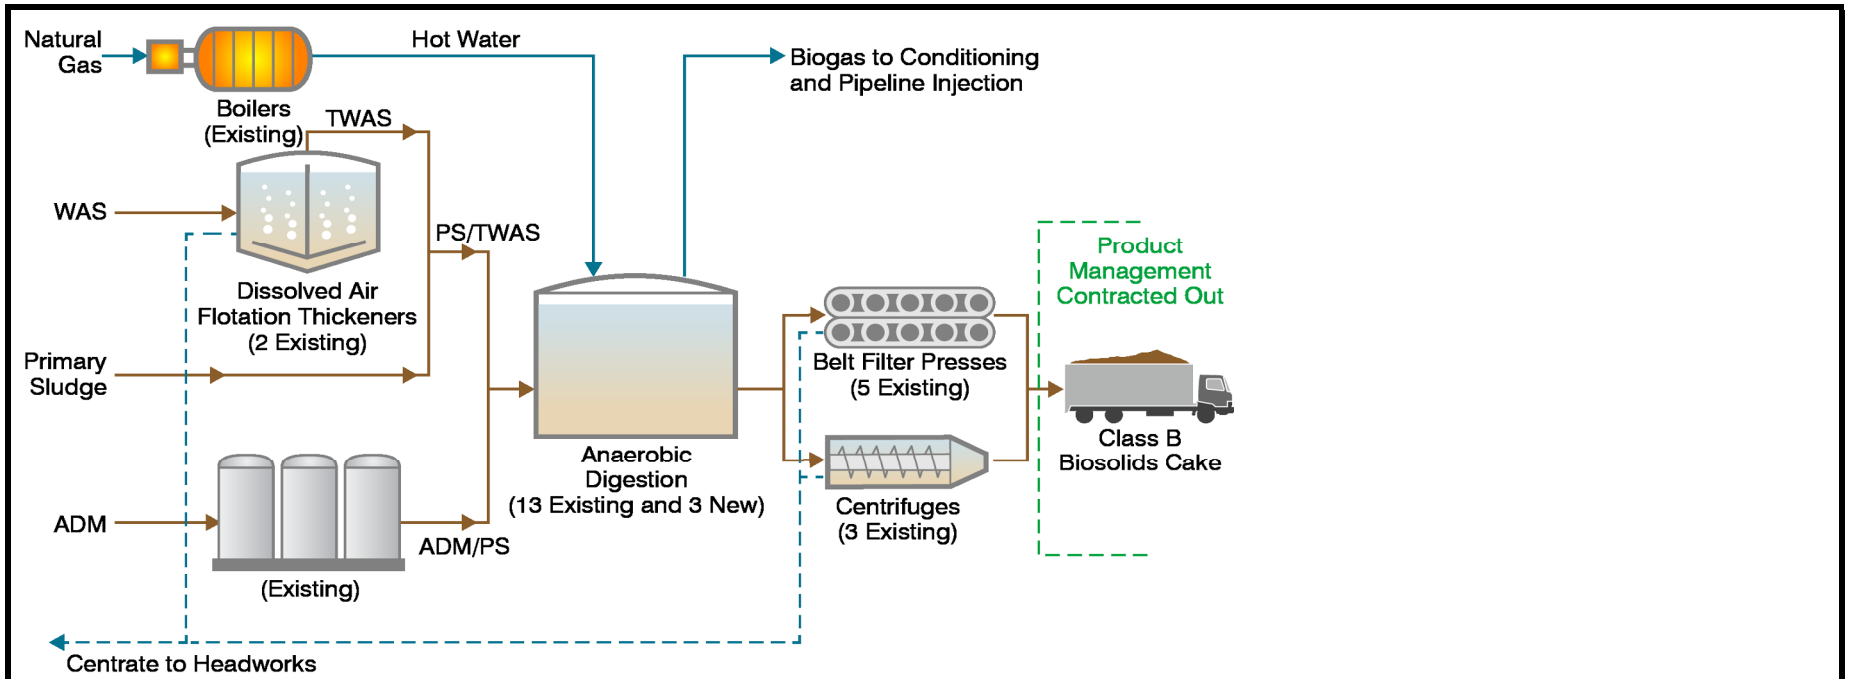 Natural
Gas
Hot Water
Biogas to Conditioning
and Pipeline Injection
Boilers
(Existing)
TWAS
WAS
PS/TWAS
Dissolved Air
Flotation Thickeners
(2 Existing)
Primary
Sludge
ADM
ADM/PS
(Existing)
Anaerobic
Digestion
(13 Existing and 3 New)
Belt Filter Presses
(5 Existing)
Centrifuges
(3 Existing)
Product
Management
Contracted Out
Class B
Biosolids Cake
Centrate to Headworks